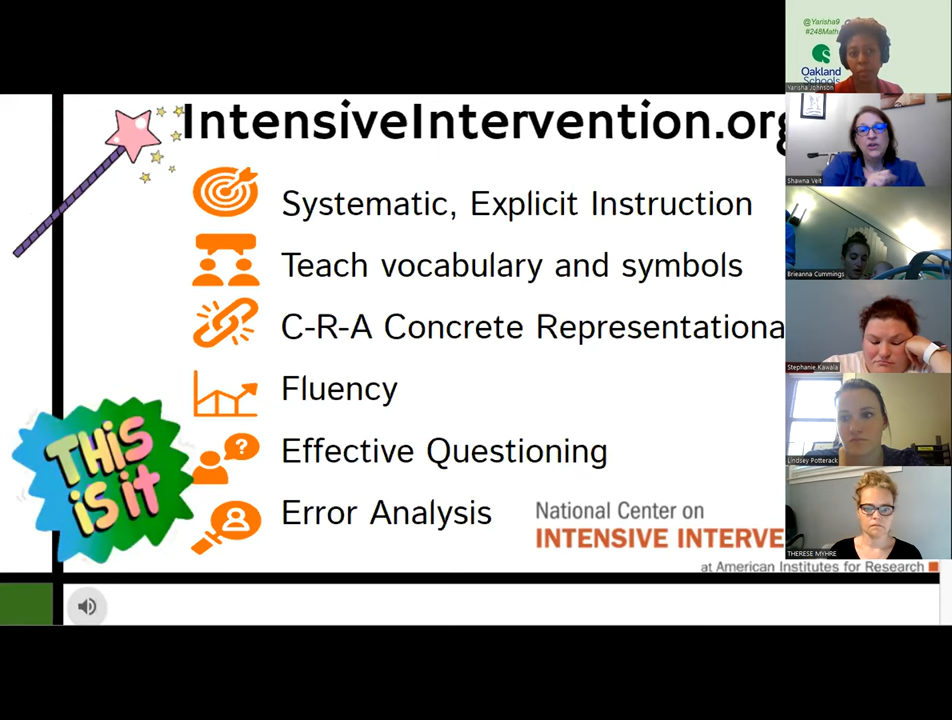 IntensiveIntervention.org
Systematic, Explicit Instruction
Teach vocabulary and symbols
C-R-A Concrete Representationa
Fluency
Effective Questioning
Error Analysis
THIS
is it
National Center on
INTENSIVE INTERVE
at American Institutes for Research
@Yarisha9
#248Math
Oakland
Schools
Yarisha Johnson
Shawna Veit
Brieanna Cummings
Stephanie Kawala
Lindsey Potterack
THERESE MYHRE